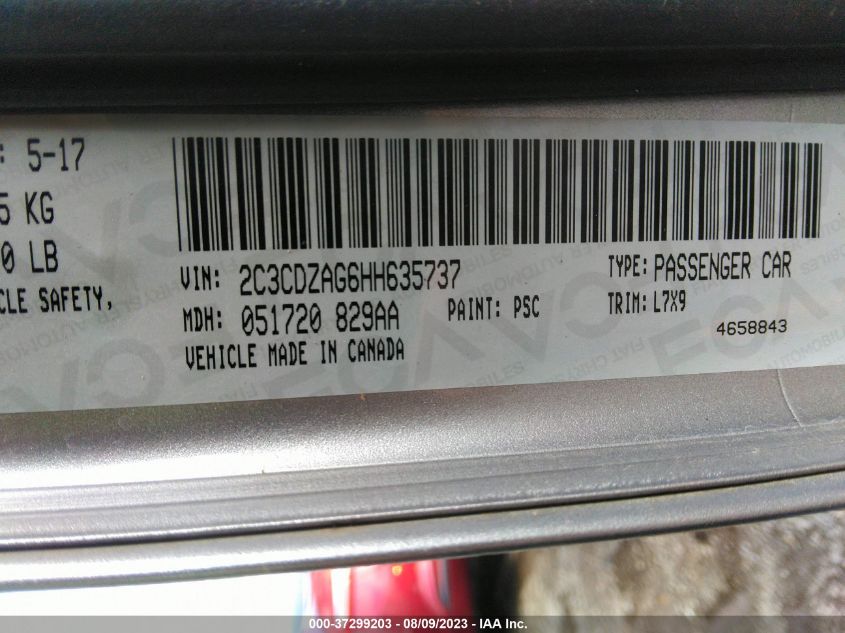 : 5-17
5 KG
0 LB
CLE SAFETY,
VIN: 2C3CDZAG6HH635737
TYPE: PASSENGER CAR
MDH: 051720 829AA
PAINT: PSC
TRIM: L7X9
VEHICLE MADE IN CANADA
4658843
000-37299203 - 08/09/2023 - IAA Inc.